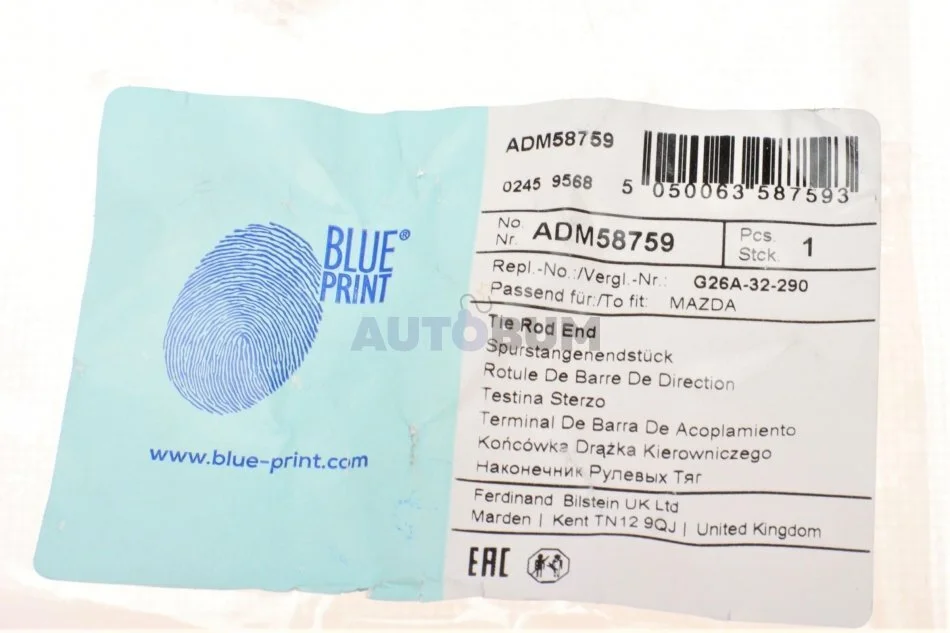 BLUE®
PRINT
www.blue-print.com
ADM58759
0245 9568
5 050063 587593
No.
Nr.
ADM58759
Pcs.
Stck.
1
Repl.-No.:/Vergl.-Nr.: G26A-32-290
Passend für:/To fit: MAZDA
AUTOBUM
Tie Rod End
Spurstangenendstück
Rotule De Barre De Direction
Testina Sterzo
Terminal De Barra De Acoplamiento
Końcówka Drążka Kierowniczego
Наконечник Рулевых Тяг
Ferdinand Bilstein UK Ltd
Marden | Kent TN12 9QJ | United Kingdom
EAC